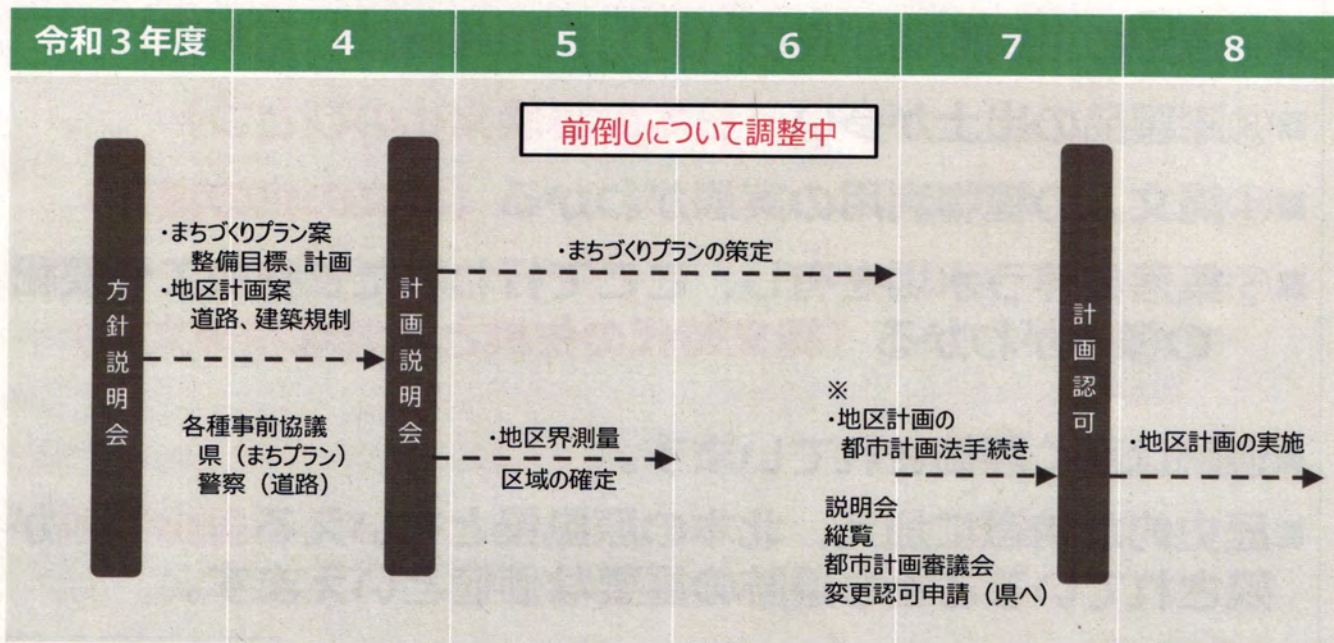 令和3年度 4 5 6 7 8
前倒しについて調整中
方針説明会
・まちづくりプラン案
整備目標、計画
・地区計画案
道路、建築規制
各種事前協議
県(まちプラン)
警察(道路)
計画説明会
・まちづくりプランの策定
・地区界測量
区域の確定
※
・地区計画の
都市計画法手続き
説明会
縦覧
都市計画審議会
変更認可申請(県へ)
計画認可
・地区計画の実施